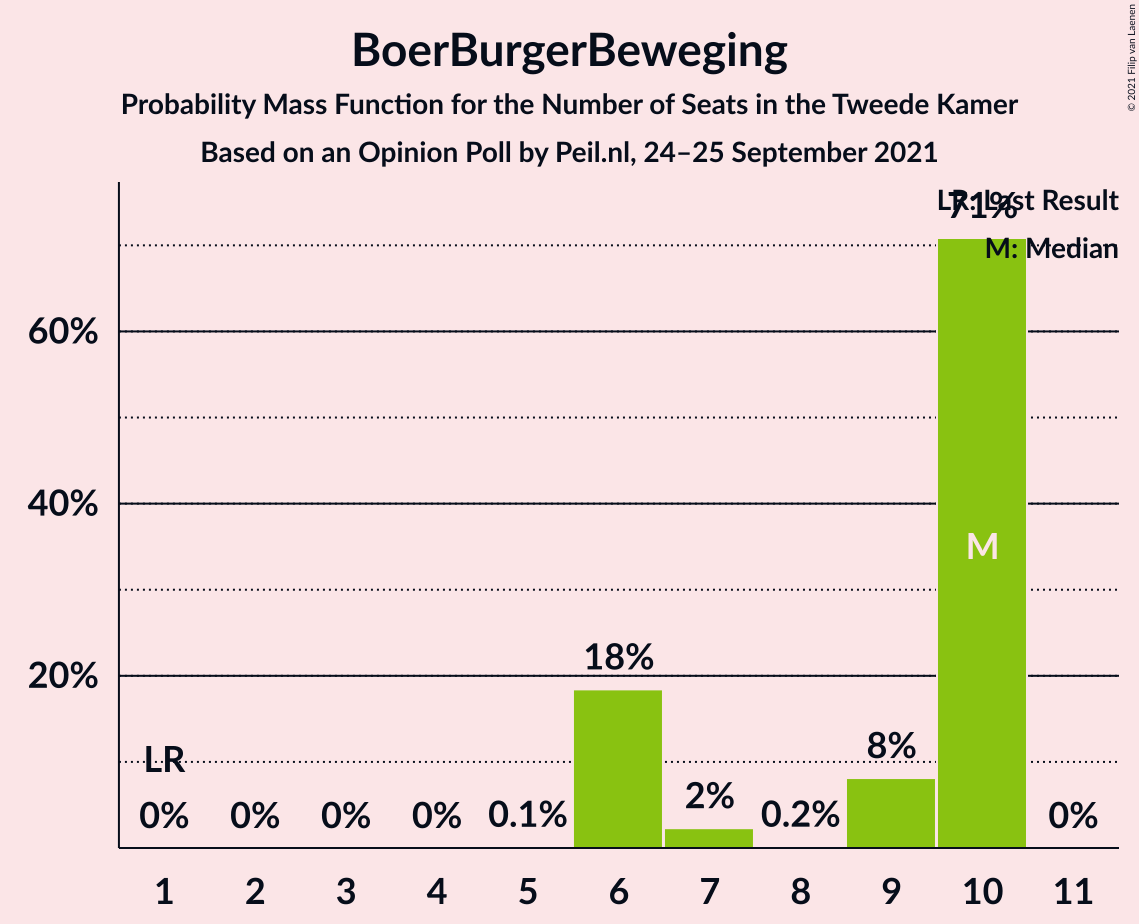 BoerBurgerBeweging
Probability Mass Function for the Number of Seats in the Tweede Kamer
Based on an Opinion Poll by Peil.nl, 24–25 September 2021
© 2021 Filip van Laenen
LR: Last Result
71%
M: Median
60%
40%
M
20%
18%
8%
LR
2%
0% 0% 0% 0% 0.1% 0.2% 0%
1 2 3 4 5 6 7 8 9 10 11